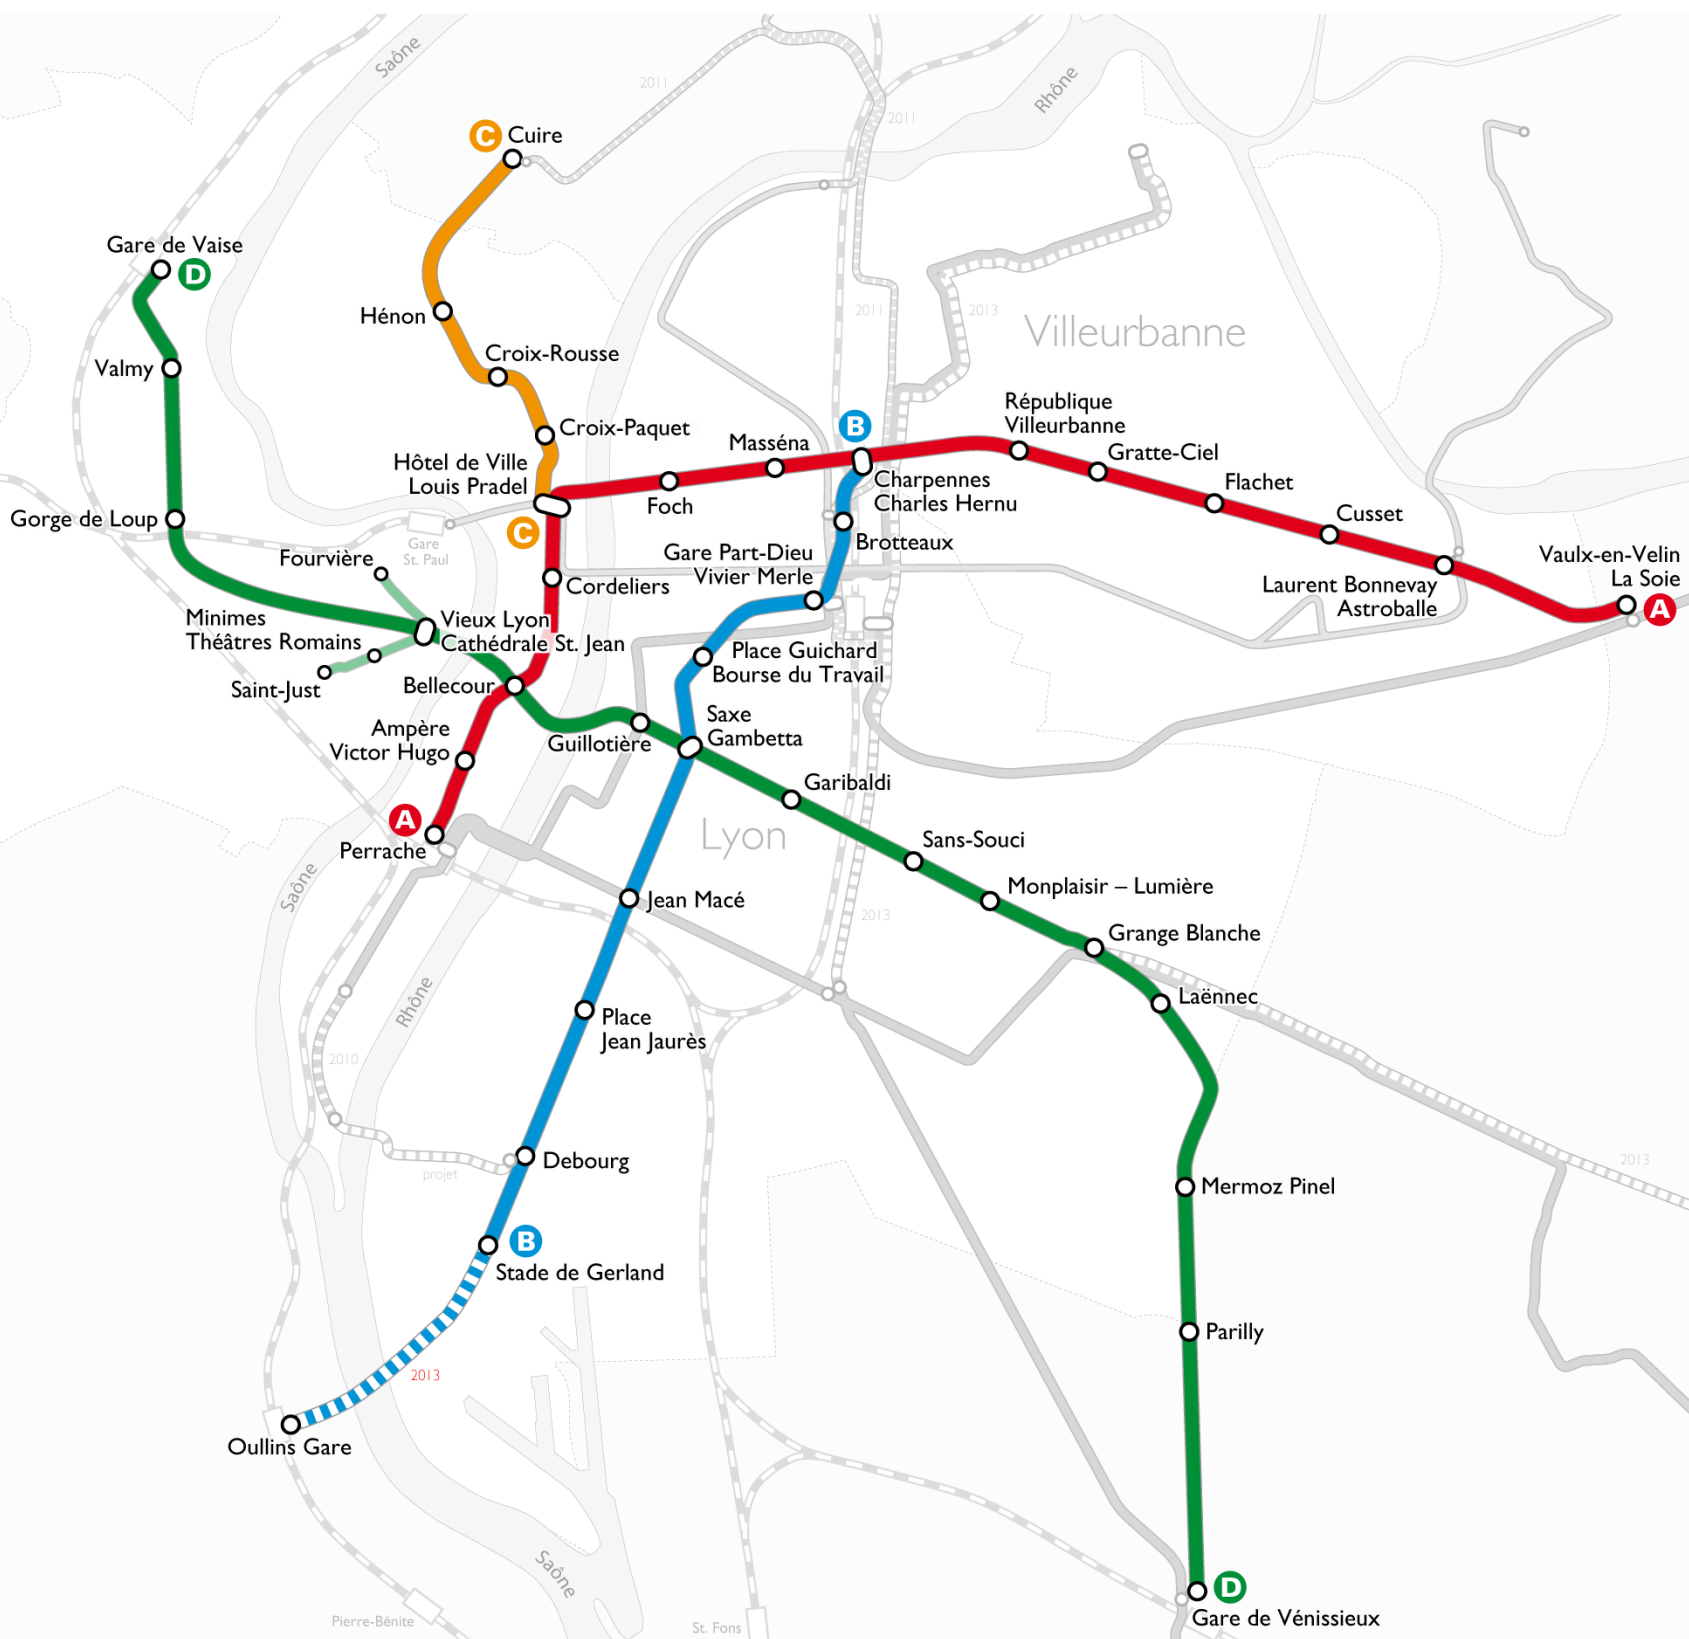 Saône
2011
Rhône
2011
C Cuire
Gare de Vaise
D
Hénon
2011
2013
Villeurbanne
Croix-Rousse
Valmy
République
Villeurbanne
Croix-Paquet
B
Masséna
Gratte-Ciel
Hôtel de Ville
Louis Pradel
Charpennes
Charles Hernu
Flachet
Foch
Cusset
Gorge de Loup
C
Gare
St. Paul
Brotteaux
Fourvière
Gare Part-Dieu
Vivier Merle
Vaulx-en-Velin
La Soie
A
Cordeliers
Laurent Bonnevay
Astroballe
Minimes
Théâtres Romains
Vieux Lyon
Cathédrale St. Jean
Place Guichard
Bourse du Travail
Saint-Just
Bellecour
Ampère
Victor Hugo
Saxe
Gambetta
Guillotière
Garibaldi
A
Perrache
Lyon
Sans-Souci
Saône
Monplaisir – Lumière
Jean Macé
2013
Grange Blanche
Rhône
Laënnec
Place
Jean Jaurès
2010
Debourg
projet
2013
Mermoz Pinel
B
Stade de Gerland
Parilly
2013
Oullins Gare
Saône
D
Pierre-Bénite
St. Fons
Gare de Vénissieux